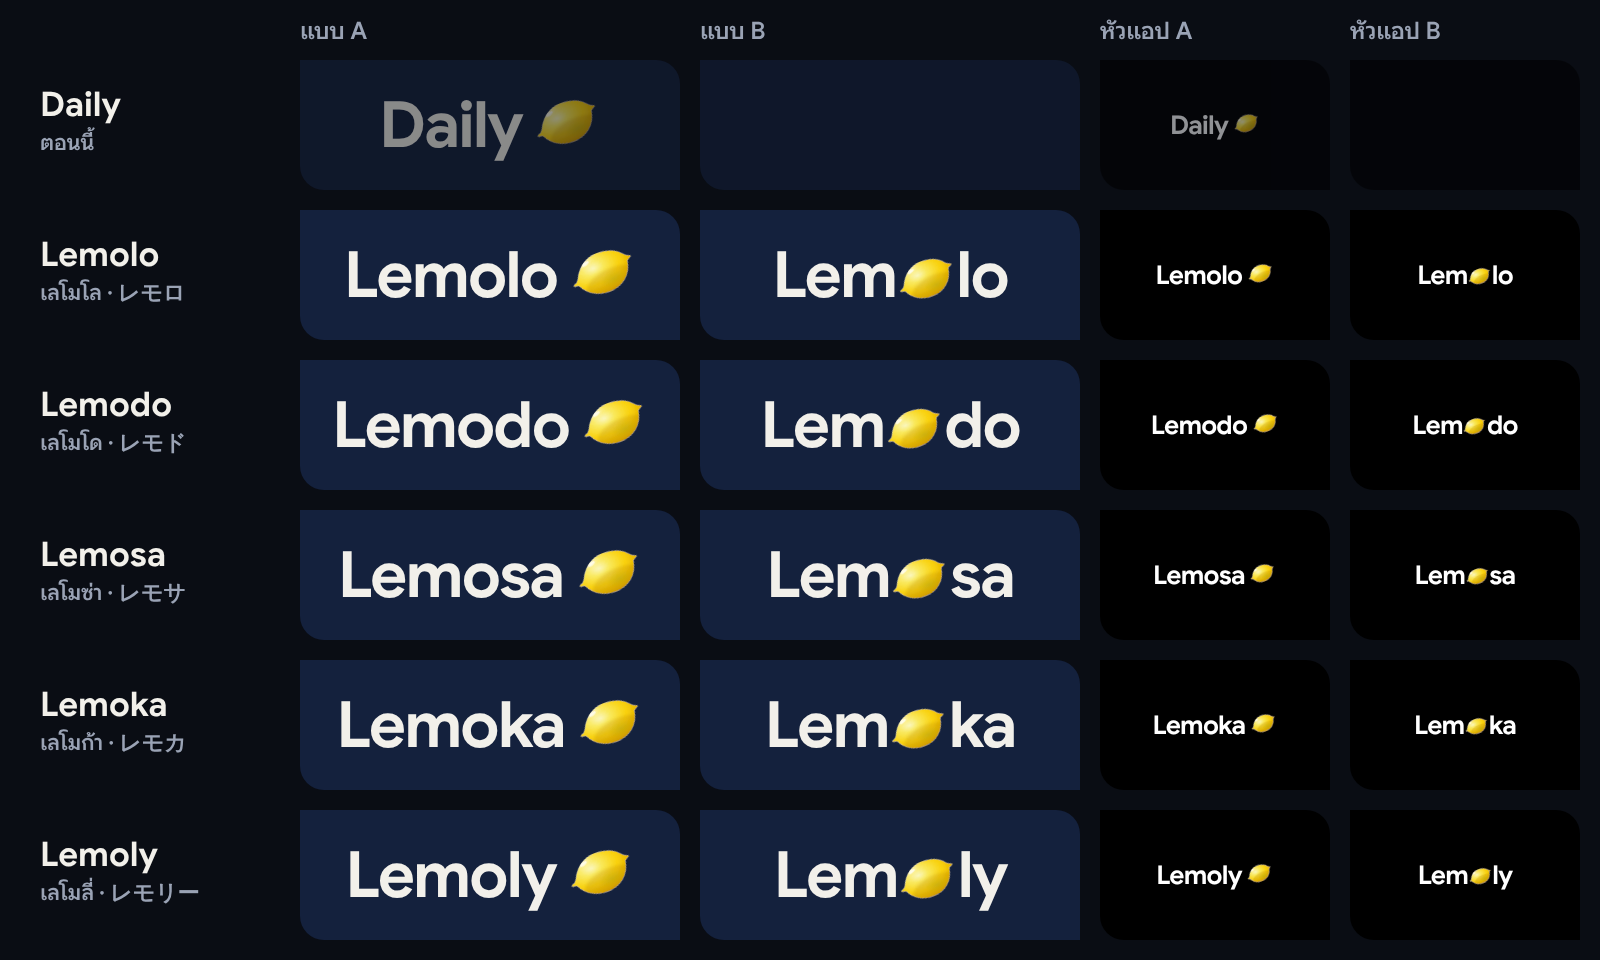 แบบ A แบบ B หัวแอป A หัวแอป B
Daily
ตอนนี้
Daily Daily
Lemolo
เลโมโล · レモロ
Lemolo Lem lo Lemolo Lem lo
Lemodo
เลโมโด · レモド
Lemodo Lem do Lemodo Lem do
Lemosa
เลโมซ่า · レモサ
Lemosa Lem sa Lemosa Lem sa
Lemoka
เลโมก้า · レモカ
Lemoka Lem ka Lemoka Lem ka
Lemoly
เลโมลี่ · レモリー
Lemoly Lem ly Lemoly Lem ly